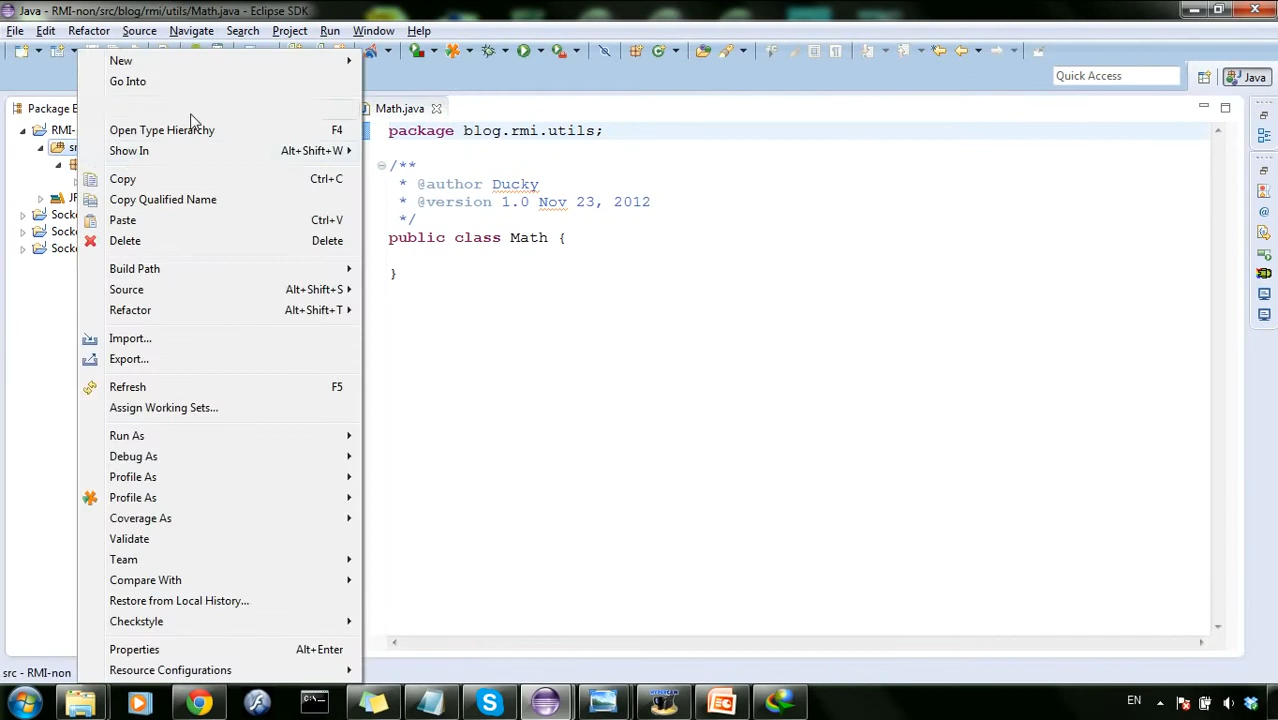 Java - RMI-non/src/blog/rmi/utils/Math.java - Eclipse SDK
File Edit Refactor Source Navigate Search Project Run Window Help
Quick Access
Java
Package E
Math.java
RMI-
sr
JR
Socke
Socke
Socke
New
Go Into
Open Type Hierarchy F4
Show In Alt+Shift+W
Copy Ctrl+C
Copy Qualified Name
Paste Ctrl+V
Delete Delete
Build Path
Source Alt+Shift+S
Refactor Alt+Shift+T
Import...
Export...
Refresh F5
Assign Working Sets...
Run As
Debug As
Profile As
Profile As
Coverage As
Validate
Team
Compare With
Restore from Local History...
Checkstyle
Properties Alt+Enter
Resource Configurations
package blog.rmi.utils;
/**
* @author Ducky
* @version 1.0 Nov 23, 2012
*/
public class Math {
}
src - RMI-non
EN